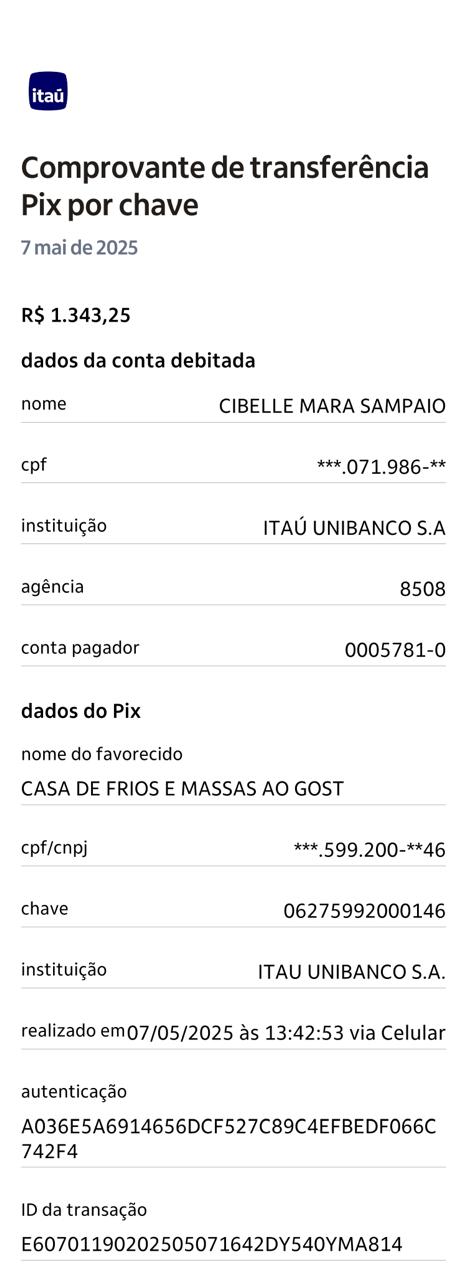 itaú
Comprovante de transferência
Pix por chave
7 mai de 2025
R$ 1.343,25
dados da conta debitada
nome CIBELLE MARA SAMPAIO
cpf ***.071.986-**
instituição ITAÚ UNIBANCO S.A
agência 8508
conta pagador 0005781-0
dados do Pix
nome do favorecido
CASA DE FRIOS E MASSAS AO GOST
cpf/cnpj ***.599.200-**46
chave 06275992000146
instituição ITAU UNIBANCO S.A.
realizado em 07/05/2025 às 13:42:53 via Celular
autenticação
A036E5A6914656DCF527C89C4EFBEDF066C
742F4
ID da transação
E60701190202505071642DY540YMA814